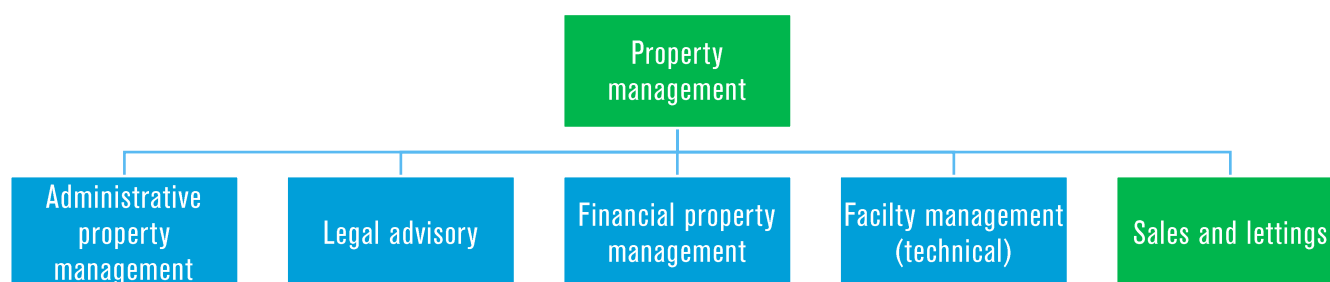 Property
management
Administrative
property
management
Legal advisory
Financial property
management
Facilty management
(technical)
Sales and lettings